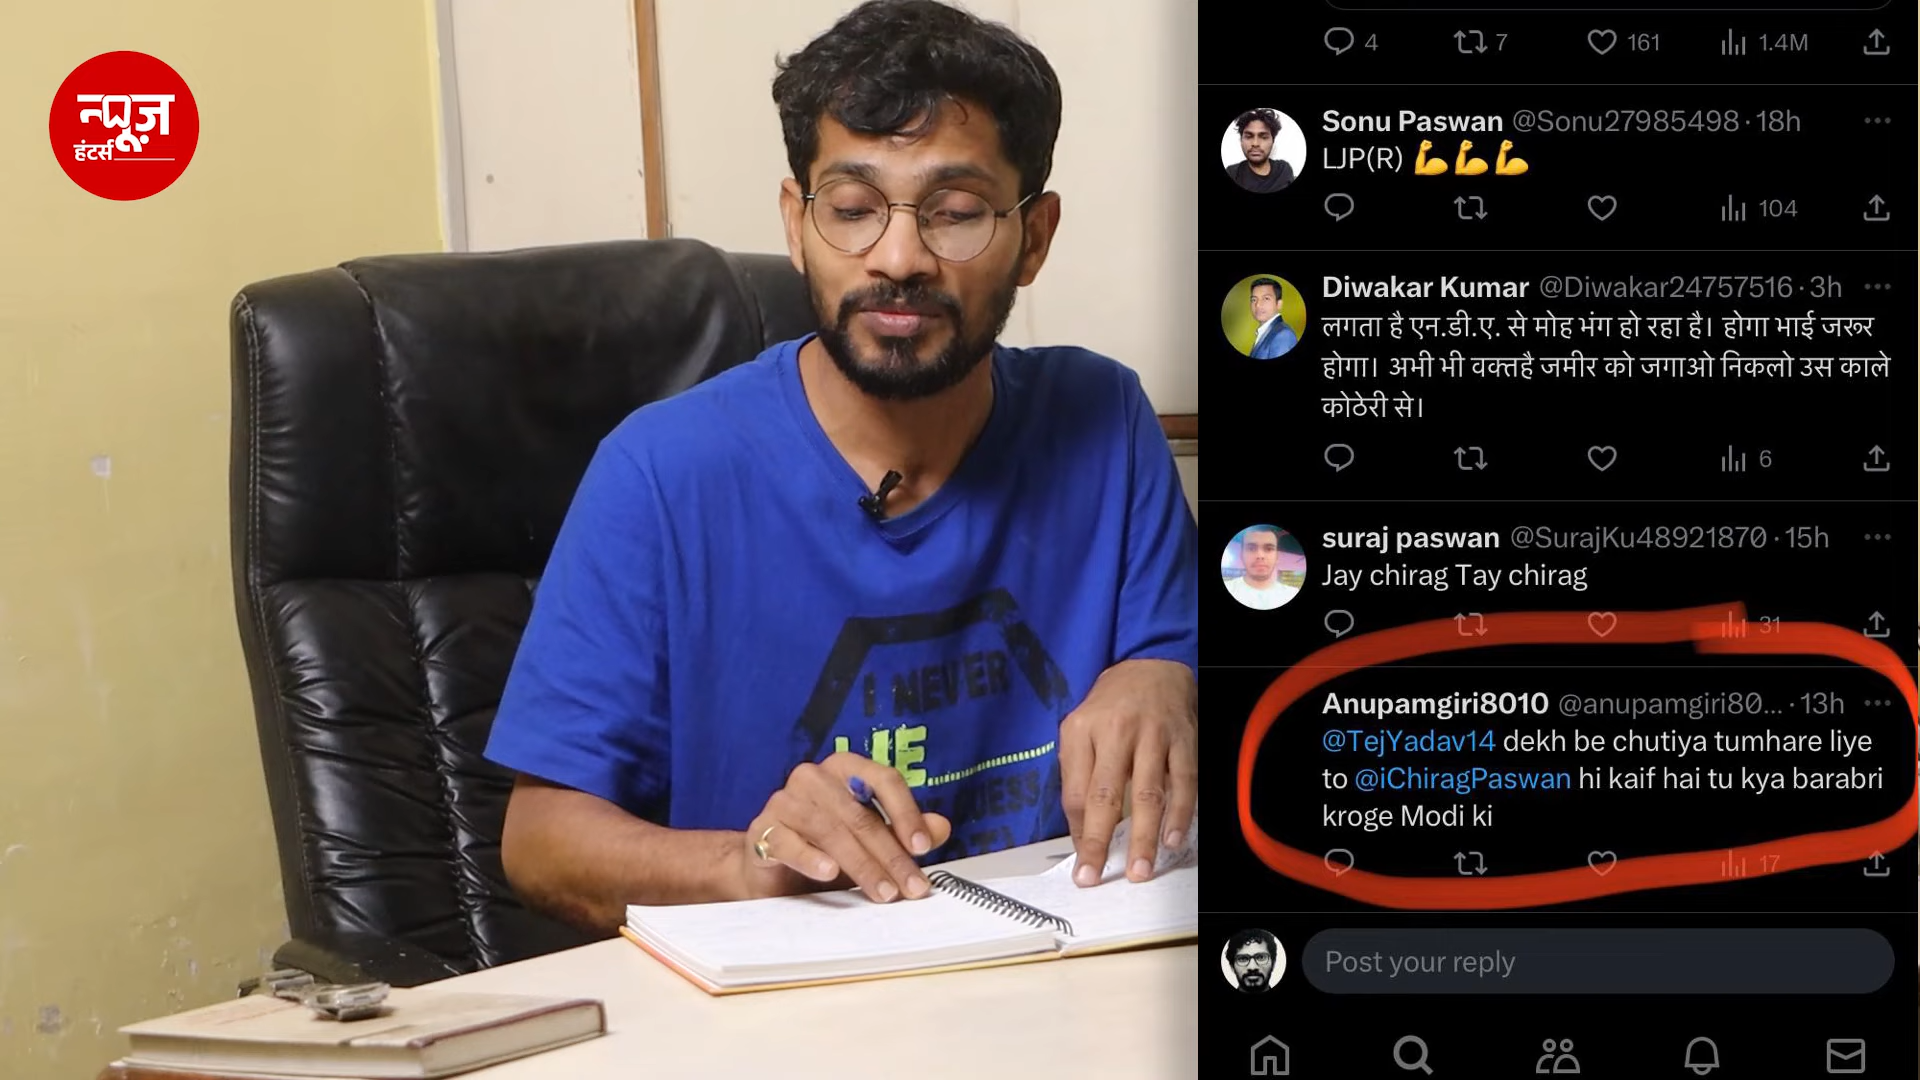 न्यूज़
हंटर्स
I NEVER
LIE
4 7 161 1.4M
Sonu Paswan @Sonu27985498 · 18h
LJP(R) 💪💪💪
104
Diwakar Kumar @Diwakar24757516 · 3h
लगता है एन.डी.ए. से मोह भंग हो रहा है। होगा भाई जरूर
होगा। अभी भी वक्तहै जमीर को जगाओ निकलो उस काले
कोठेरी से।
6
suraj paswan @SurajKu48921870 · 15h
Jay chirag Tay chirag
31
Anupamgiri8010 @anupamgiri80... · 13h
@TejYadav14 dekh be chutiya tumhare liye
to @iChiragPaswan hi kaif hai tu kya barabri
kroge Modi ki
17
Post your reply